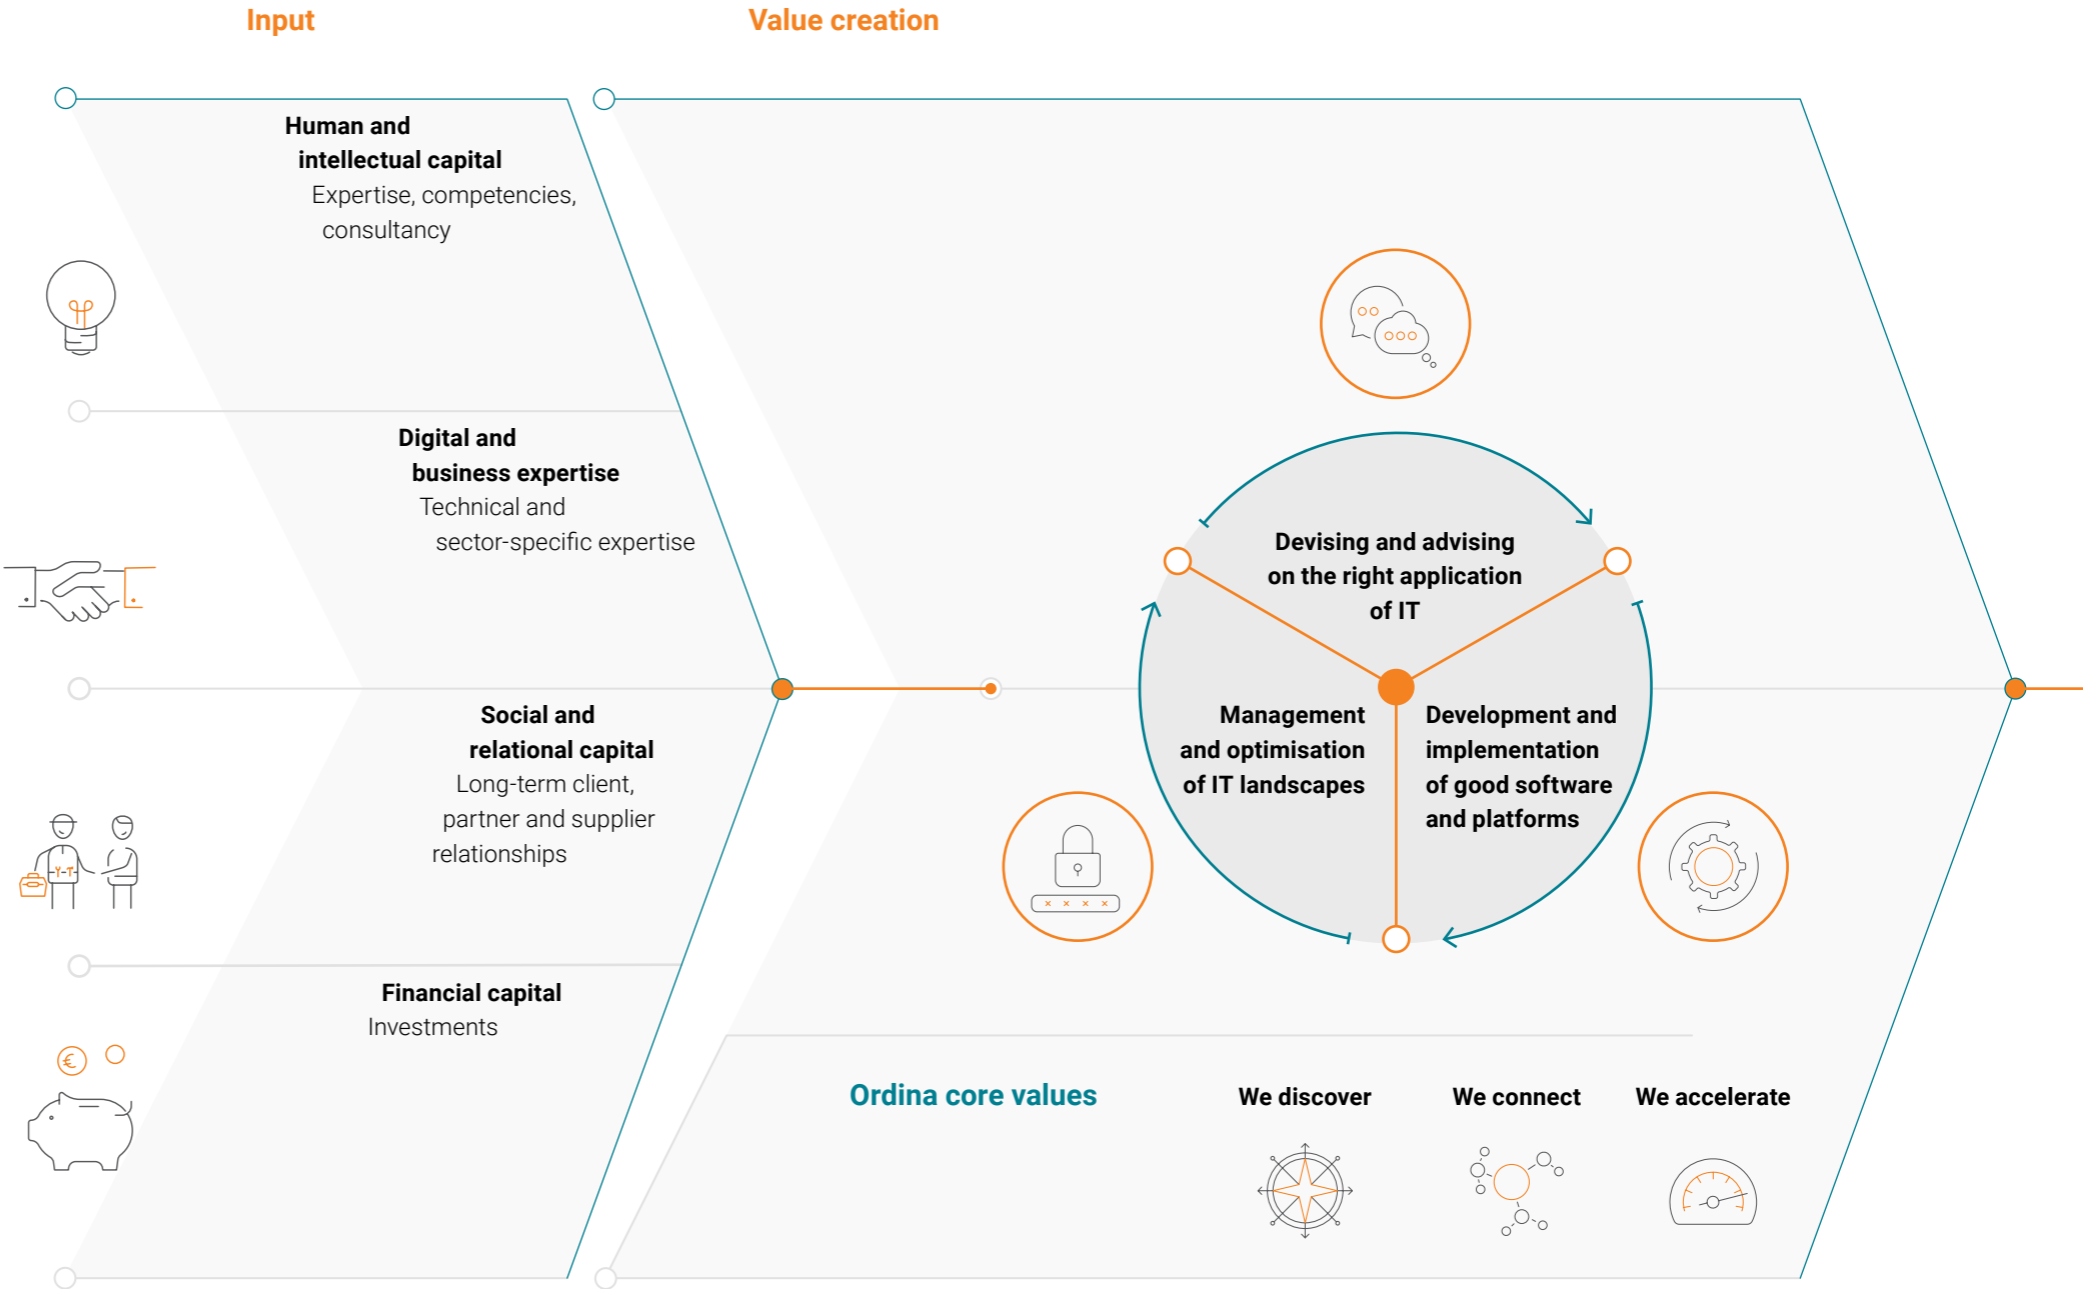 Input
Value creation
Human and
intellectual capital
Expertise, competencies,
consultancy
Digital and
business expertise
Technical and
sector-specific expertise
Social and
relational capital
Long-term client,
partner and supplier
relationships
Financial capital
Investments
€
Devising and advising
on the right application
of IT
Management
and optimisation
of IT landscapes
Development and
implementation
of good software
and platforms
Ordina core values
We discover
We connect
We accelerate